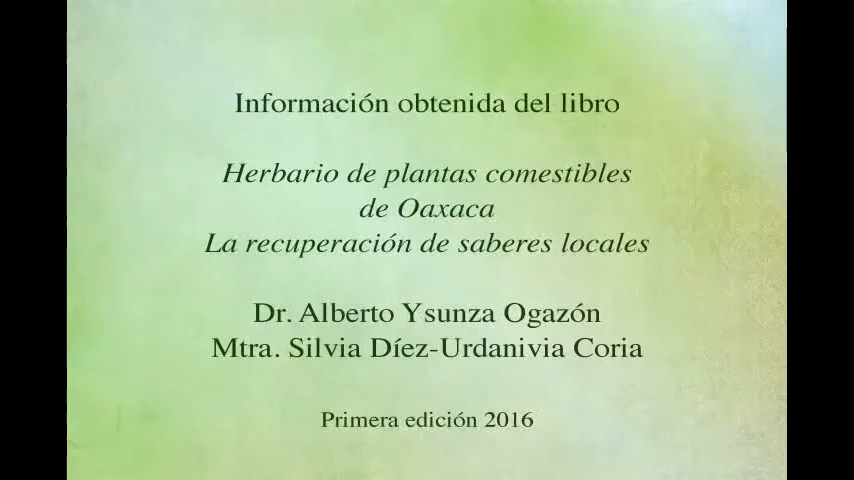 Información obtenida del libro
Herbario de plantas comestibles
de Oaxaca
La recuperación de saberes locales
Dr. Alberto Ysunza Ogazón
Mtra. Silvia Díez-Urdanivia Coria
Primera edición 2016